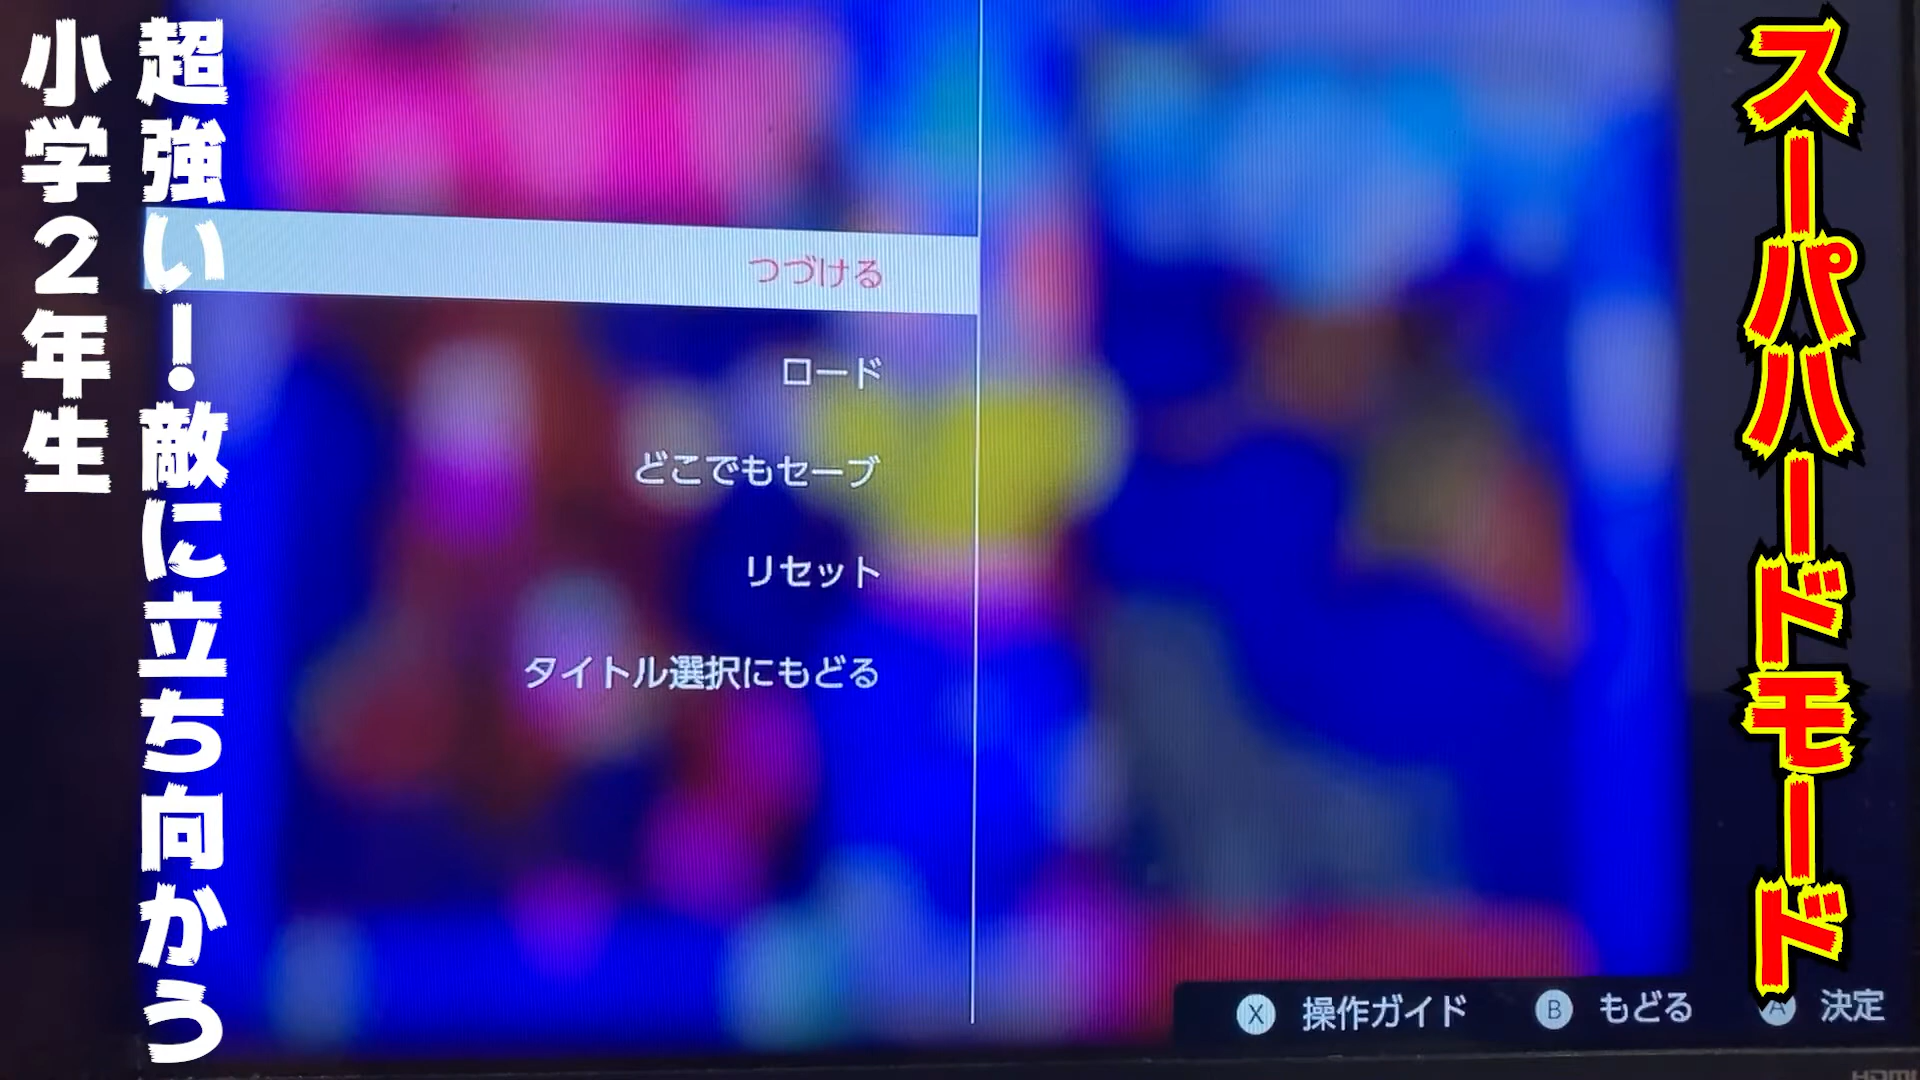 スーパーハードモード
超強い!敵に立ち向かう
小学2年生
つづける
ロード
どこでもセーブ
リセット
タイトル選択にもどる
X 操作ガイド B もどる A 決定
HDMI